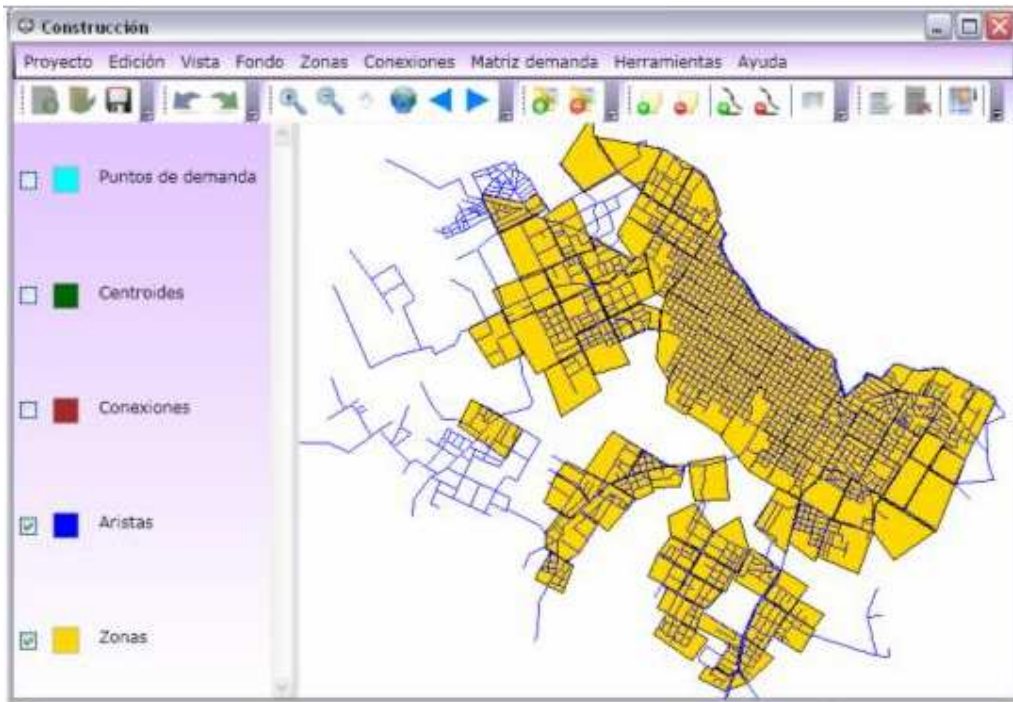 Construcción
Proyecto Edición Vista Fondo Zonas Conexiones Matriz demanda Herramientas Ayuda
Puntos de demanda
Centroides
Conexiones
Aristas
Zonas